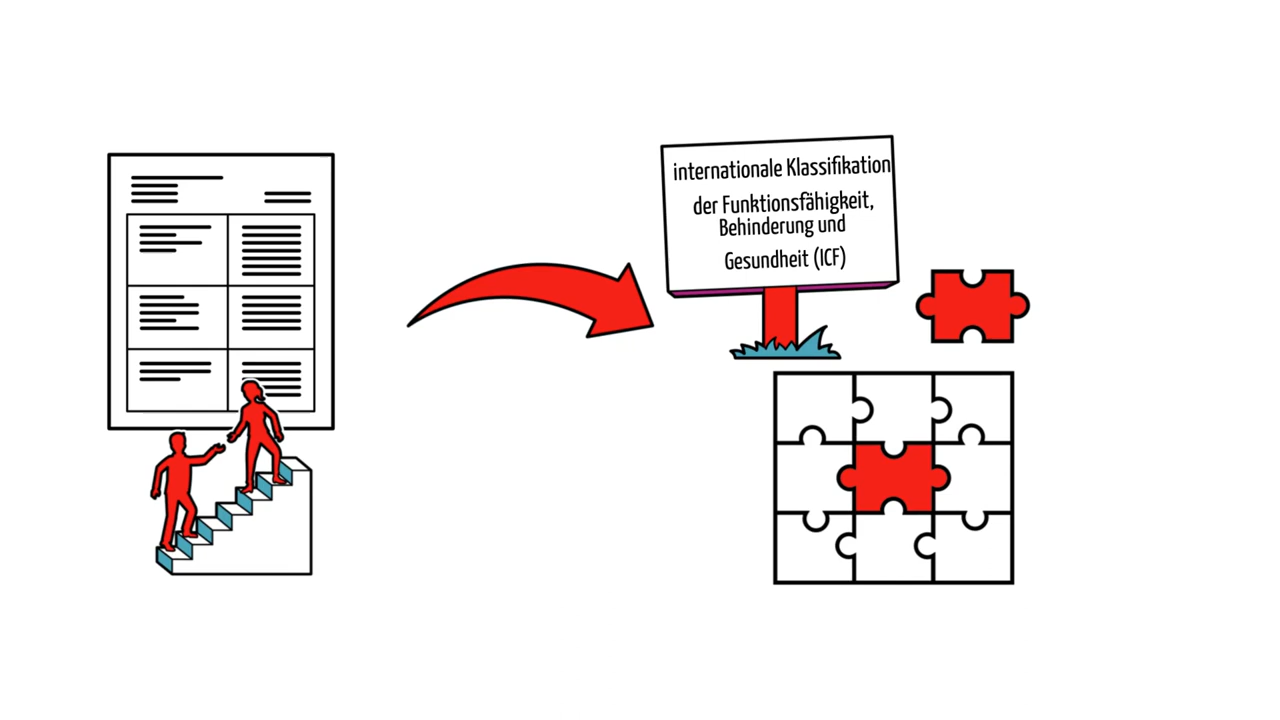 internationale Klassifikation
der Funktionsfähigkeit,
Behinderung und
Gesundheit (ICF)